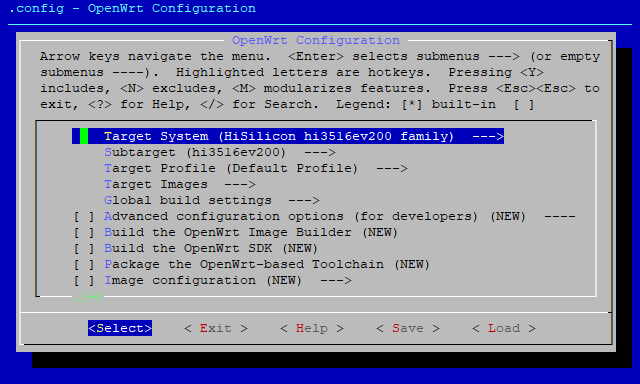 .config - OpenWrt Configuration
OpenWrt Configuration
Arrow keys navigate the menu.  <Enter> selects submenus ---> (or empty
submenus ----).  Highlighted letters are hotkeys.  Pressing <Y>
includes, <N> excludes, <M> modularizes features.  Press <Esc><Esc> to
exit, <?> for Help, </> for Search.  Legend: [*] built-in  [ ]
Target System (HiSilicon hi3516ev200 family)  --->
Subtarget (hi3516ev200)  --->
Target Profile (Default Profile)  --->
Target Images  --->
Global build settings  --->
[ ] Advanced configuration options (for developers) (NEW)  ----
[ ] Build the OpenWrt Image Builder (NEW)
[ ] Build the OpenWrt SDK (NEW)
[ ] Package the OpenWrt-based Toolchain (NEW)
[ ] Image configuration (NEW)  --->
(+)
<Select>    < Exit >    < Help >    < Save >    < Load >